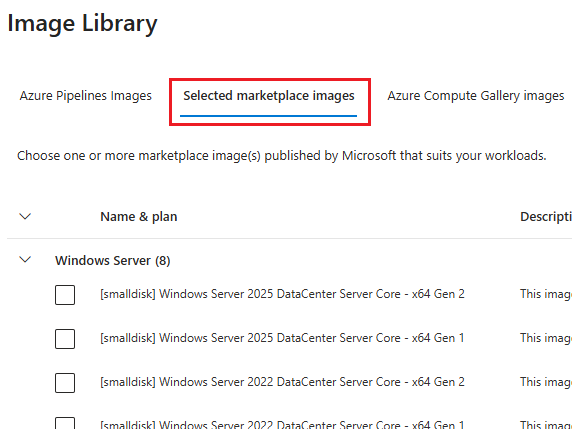 Image Library
Azure Pipelines Images Selected marketplace images Azure Compute Gallery images
Choose one or more marketplace image(s) published by Microsoft that suits your workloads.
Name & plan Descripti
Windows Server (8)
[smalldisk] Windows Server 2025 DataCenter Server Core - x64 Gen 2 This imag
[smalldisk] Windows Server 2025 DataCenter Server Core - x64 Gen 1 This imag
[smalldisk] Windows Server 2022 DataCenter Server Core - x64 Gen 2 This imag
[smalldisk] Windows Server 2022 DataCenter Server Core - x64 Gen 1 This imag